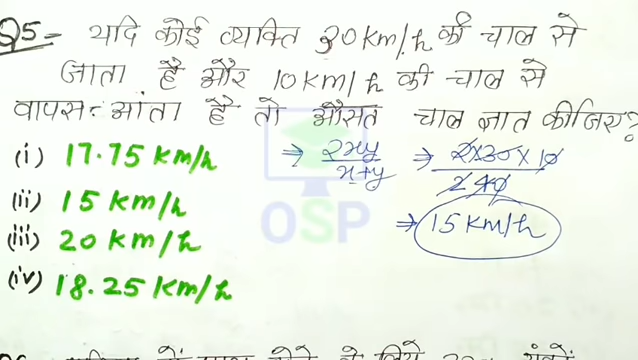 Q5- यदि कोई व्यक्ति 30 km/h की चाल से
जाता है और 10 km/h की चाल से
वापस आता है तो औसत चाल ज्ञात कीजिए?
(i) 17.75 km/h
(ii) 15 km/h
(iii) 20 km/h
(iv) 18.25 km/h
⇒ 2xy / x+y ⇒ 2×30×10 / 2 40
⇒ 15 km/h
OSP